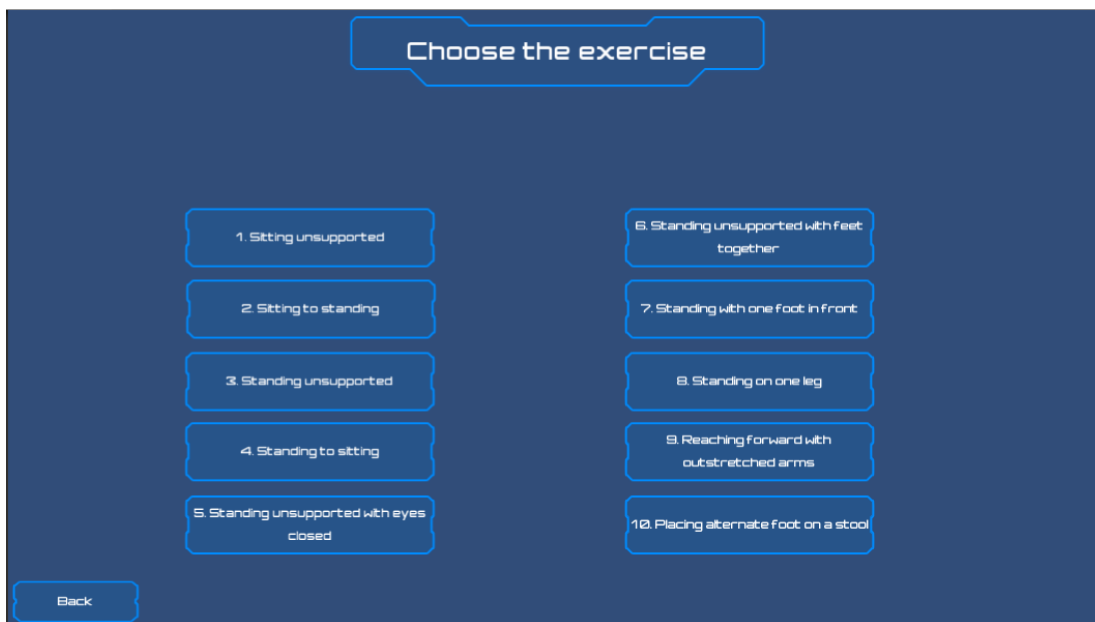 Choose the exercise
1. Sitting unsupported
2. Sitting to standing
3. Standing unsupported
4. Standing to sitting
5. Standing unsupported with eyes
closed
6. Standing unsupported with feet
together
7. Standing with one foot in front
8. Standing on one leg
9. Reaching forward with
outstretched arms
10. Placing alternate foot on a stool
Back